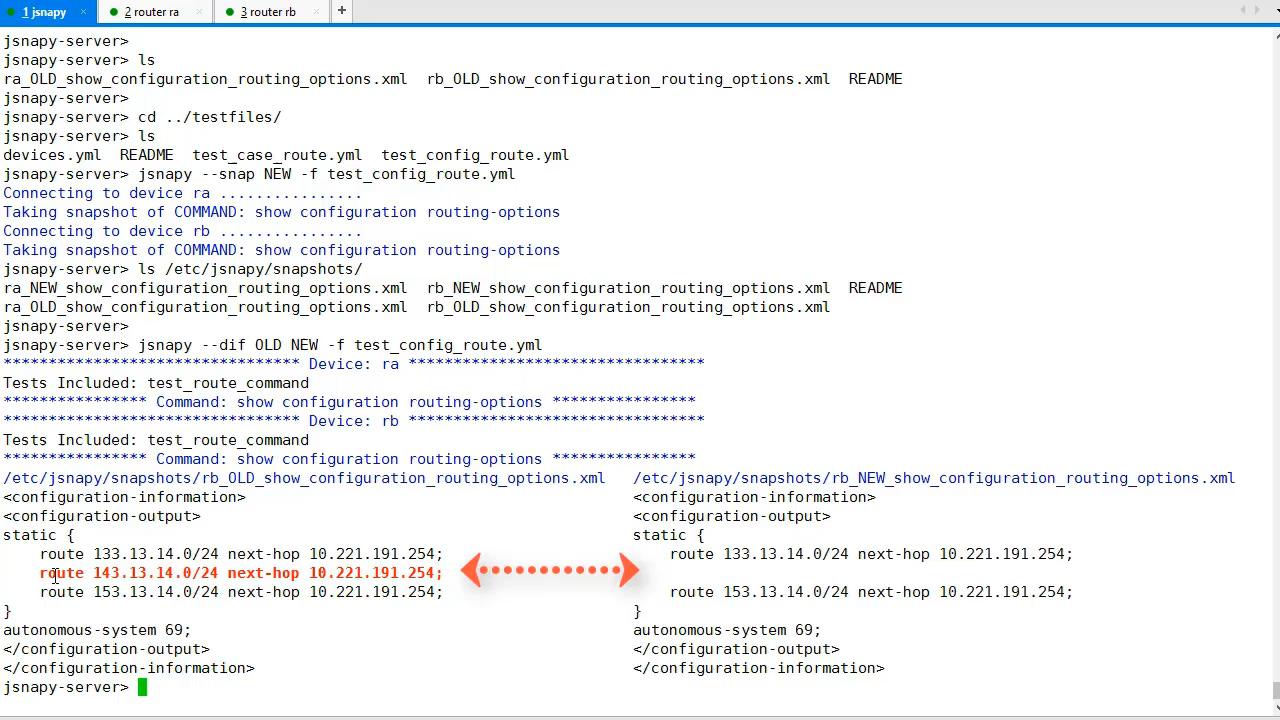 1 jsnapy × 2 router ra × 3 router rb × +
jsnapy-server>
jsnapy-server> ls
ra_OLD_show_configuration_routing_options.xml  rb_OLD_show_configuration_routing_options.xml  README
jsnapy-server>
jsnapy-server> cd ../testfiles/
jsnapy-server> ls
devices.yml  README  test_case_route.yml  test_config_route.yml
jsnapy-server> jsnapy --snap NEW -f test_config_route.yml
Connecting to device ra ................
Taking snapshot of COMMAND: show configuration routing-options
Connecting to device rb ................
Taking snapshot of COMMAND: show configuration routing-options
jsnapy-server> ls /etc/jsnapy/snapshots/
ra_NEW_show_configuration_routing_options.xml  rb_NEW_show_configuration_routing_options.xml  README
ra_OLD_show_configuration_routing_options.xml  rb_OLD_show_configuration_routing_options.xml
jsnapy-server>
jsnapy-server> jsnapy --dif OLD NEW -f test_config_route.yml
********************************* Device: ra *********************************
Tests Included: test_route_command
**************** Command: show configuration routing-options ****************
********************************* Device: rb *********************************
Tests Included: test_route_command
**************** Command: show configuration routing-options ****************
/etc/jsnapy/snapshots/rb_OLD_show_configuration_routing_options.xml   /etc/jsnapy/snapshots/rb_NEW_show_configuration_routing_options.xml
<configuration-information>   <configuration-information>
<configuration-output>   <configuration-output>
static {   static {
route 133.13.14.0/24 next-hop 10.221.191.254;   route 133.13.14.0/24 next-hop 10.221.191.254;
route 143.13.14.0/24 next-hop 10.221.191.254;
route 153.13.14.0/24 next-hop 10.221.191.254;   route 153.13.14.0/24 next-hop 10.221.191.254;
}   }
autonomous-system 69;   autonomous-system 69;
</configuration-output>   </configuration-output>
</configuration-information>   </configuration-information>
jsnapy-server>